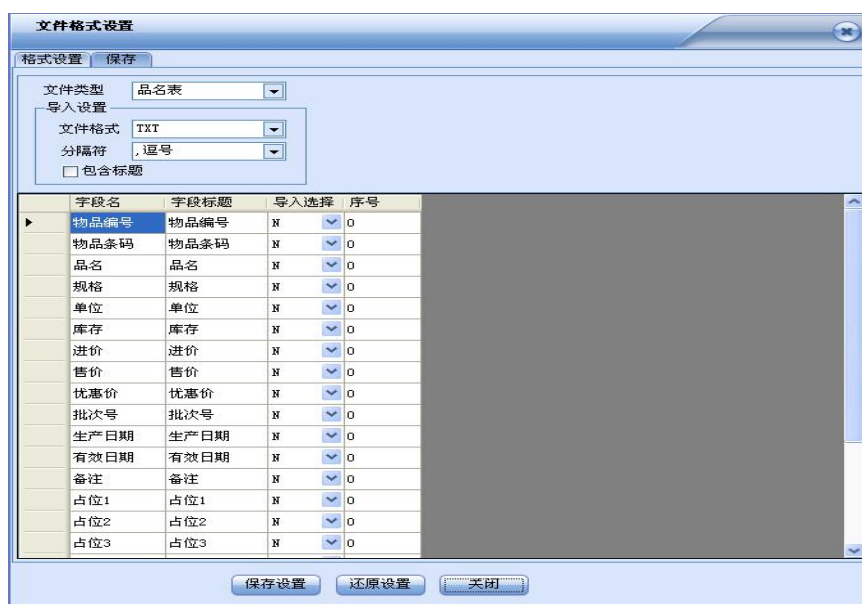 文件格式设置
格式设置 保存
文件类型 品名表
导入设置
文件格式 TXT
分隔符 ,逗号
包含标题
字段名 字段标题 导入选择 序号
物品编号 物品编号 N 0
物品条码 物品条码 N 0
品名 品名 N 0
规格 规格 N 0
单位 单位 N 0
库存 库存 N 0
进价 进价 N 0
售价 售价 N 0
优惠价 优惠价 N 0
批次号 批次号 N 0
生产日期 生产日期 N 0
有效日期 有效日期 N 0
备注 备注 N 0
占位1 占位1 N 0
占位2 占位2 N 0
占位3 占位3 N 0
保存设置 还原设置 关闭